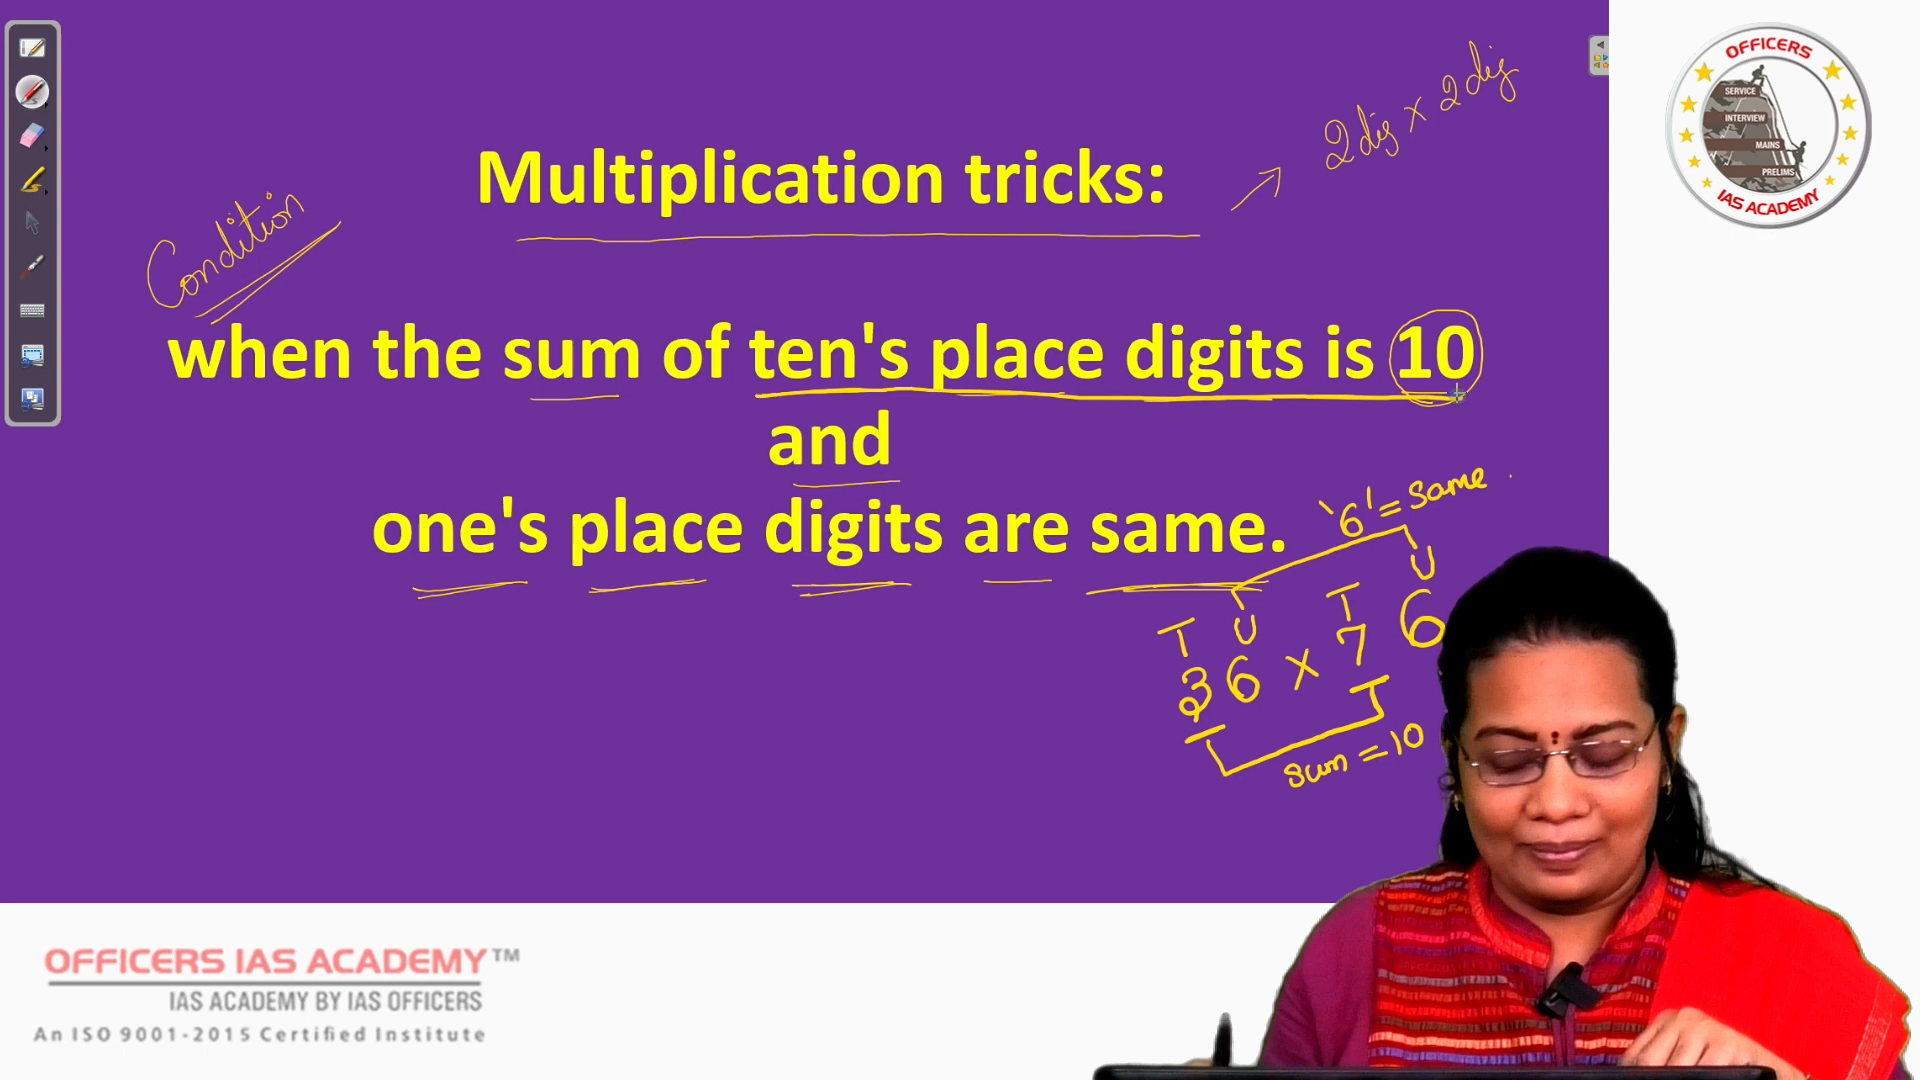 OFFICERS
SERVICE
INTERVIEW
MAINS
PRELIMS
IAS ACADEMY
2 dig × 2 dig
Multiplication tricks:
Condition
when the sum of ten's place digits is 10
and
one's place digits are same.
'6' = Same
T U T U
36 × 76
Sum = 10
OFFICERS IAS ACADEMY™
IAS ACADEMY BY IAS OFFICERS
An ISO 9001-2015 Certified Institute